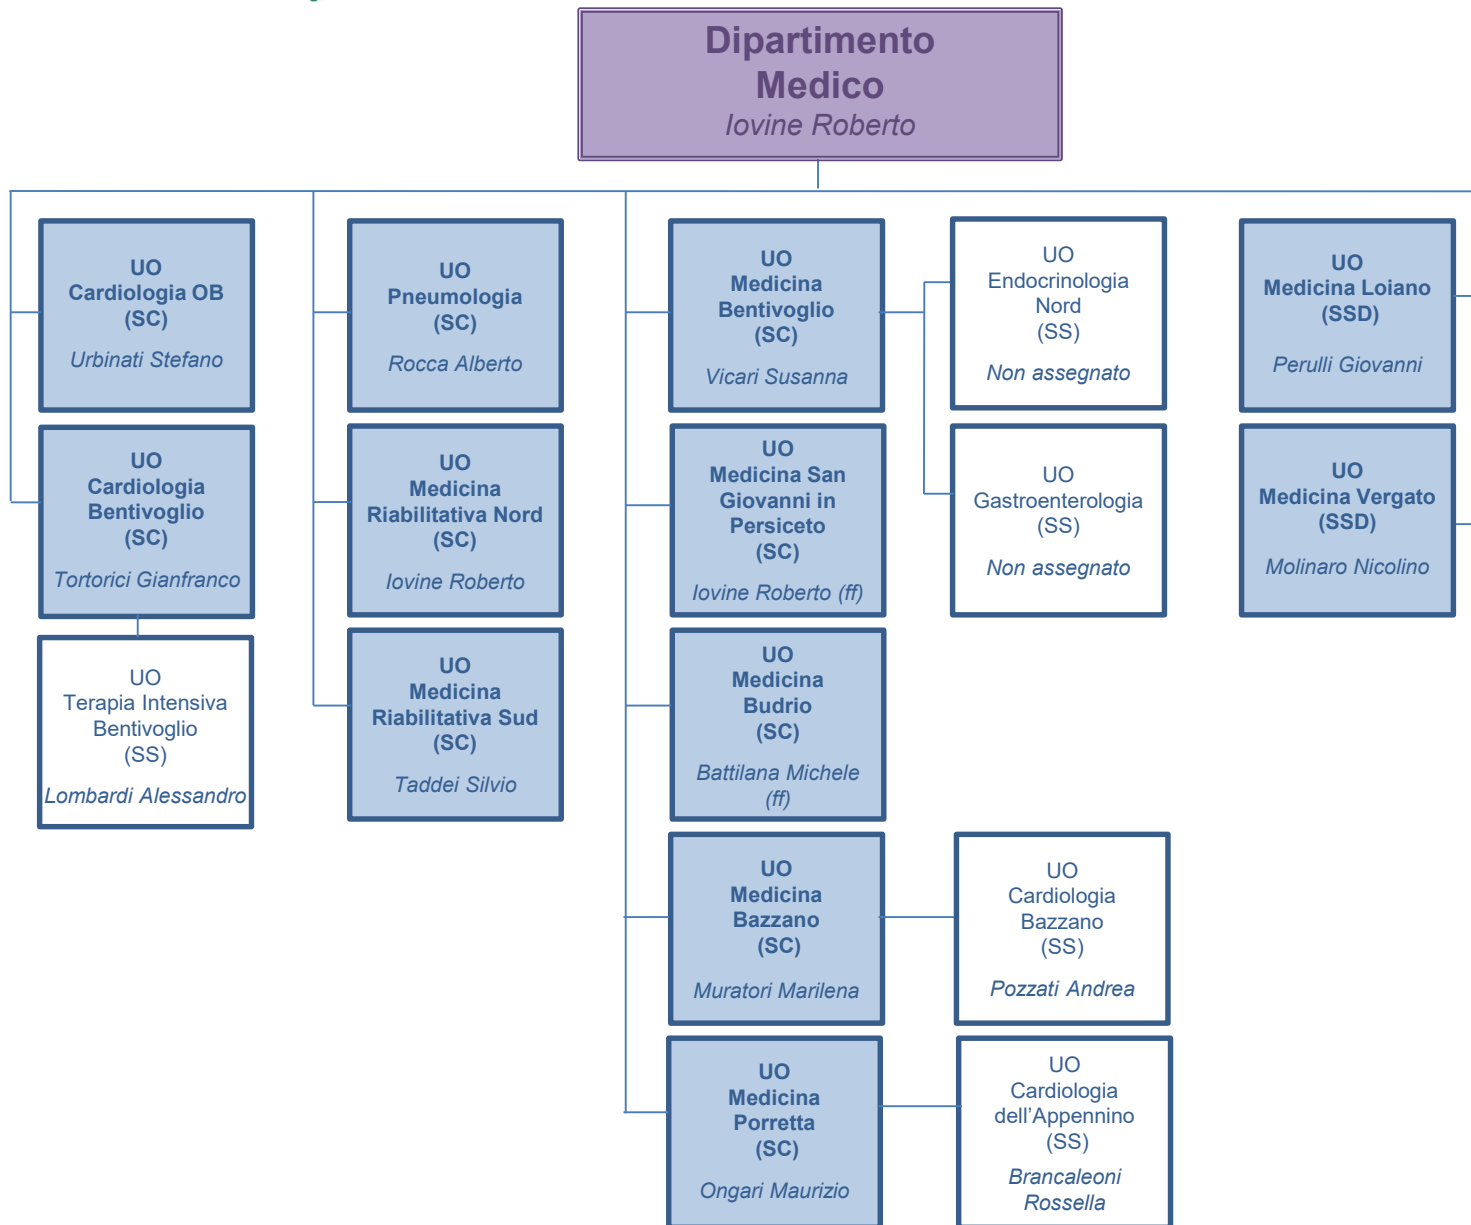 Dipartimento
Medico
Iovine Roberto
UO
Cardiologia OB
(SC)
Urbinati Stefano
UO
Cardiologia
Bentivoglio
(SC)
Tortorici Gianfranco
UO
Terapia Intensiva
Bentivoglio
(SS)
Lombardi Alessandro
UO
Pneumologia
(SC)
Rocca Alberto
UO
Medicina
Riabilitativa Nord
(SC)
Iovine Roberto
UO
Medicina
Riabilitativa Sud
(SC)
Taddei Silvio
UO
Medicina
Bentivoglio
(SC)
Vicari Susanna
UO
Endocrinologia
Nord
(SS)
Non assegnato
UO
Gastroenterologia
(SS)
Non assegnato
UO
Medicina San
Giovanni in
Persiceto
(SC)
Iovine Roberto (ff)
UO
Medicina
Budrio
(SC)
Battilana Michele
(ff)
UO
Medicina
Bazzano
(SC)
Muratori Marilena
UO
Cardiologia
Bazzano
(SS)
Pozzati Andrea
UO
Medicina
Porretta
(SC)
Ongari Maurizio
UO
Cardiologia
dell'Appennino
(SS)
Brancaleoni
Rossella
UO
Medicina Loiano
(SSD)
Perulli Giovanni
UO
Medicina Vergato
(SSD)
Molinaro Nicolino